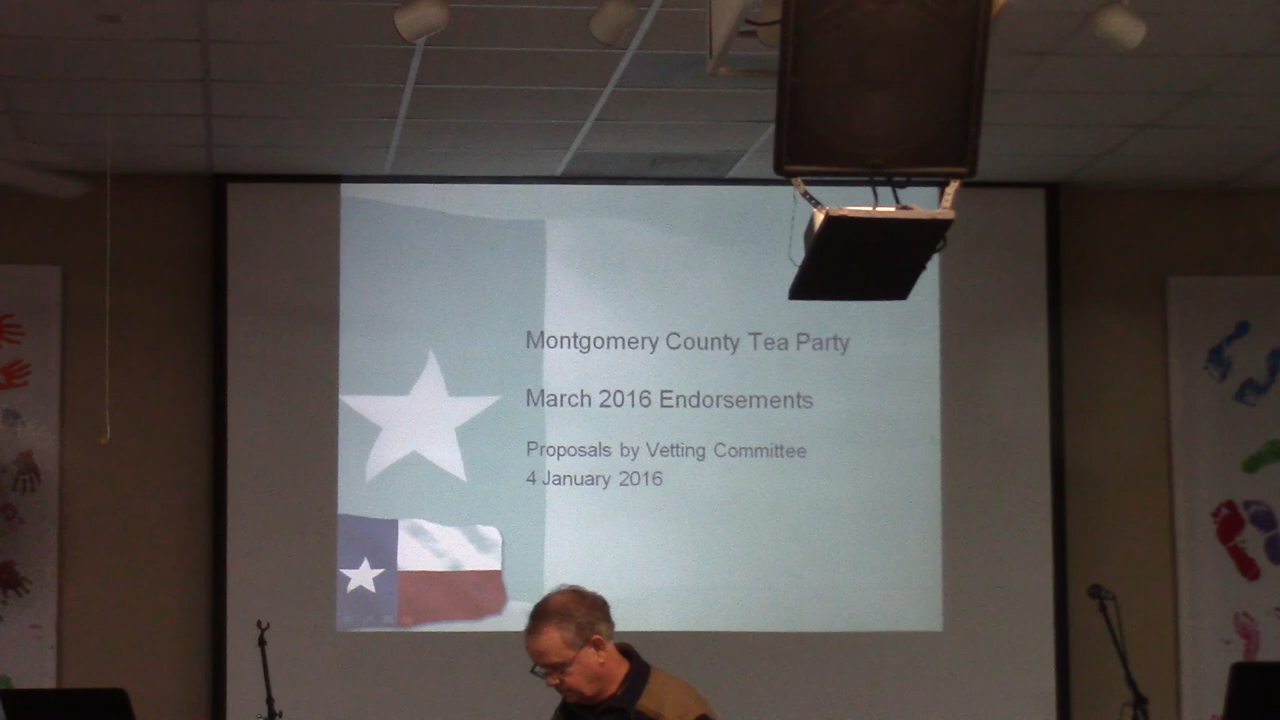 Montgomery County Tea Party
March 2016 Endorsements
Proposals by Vetting Committee
4 January 2016